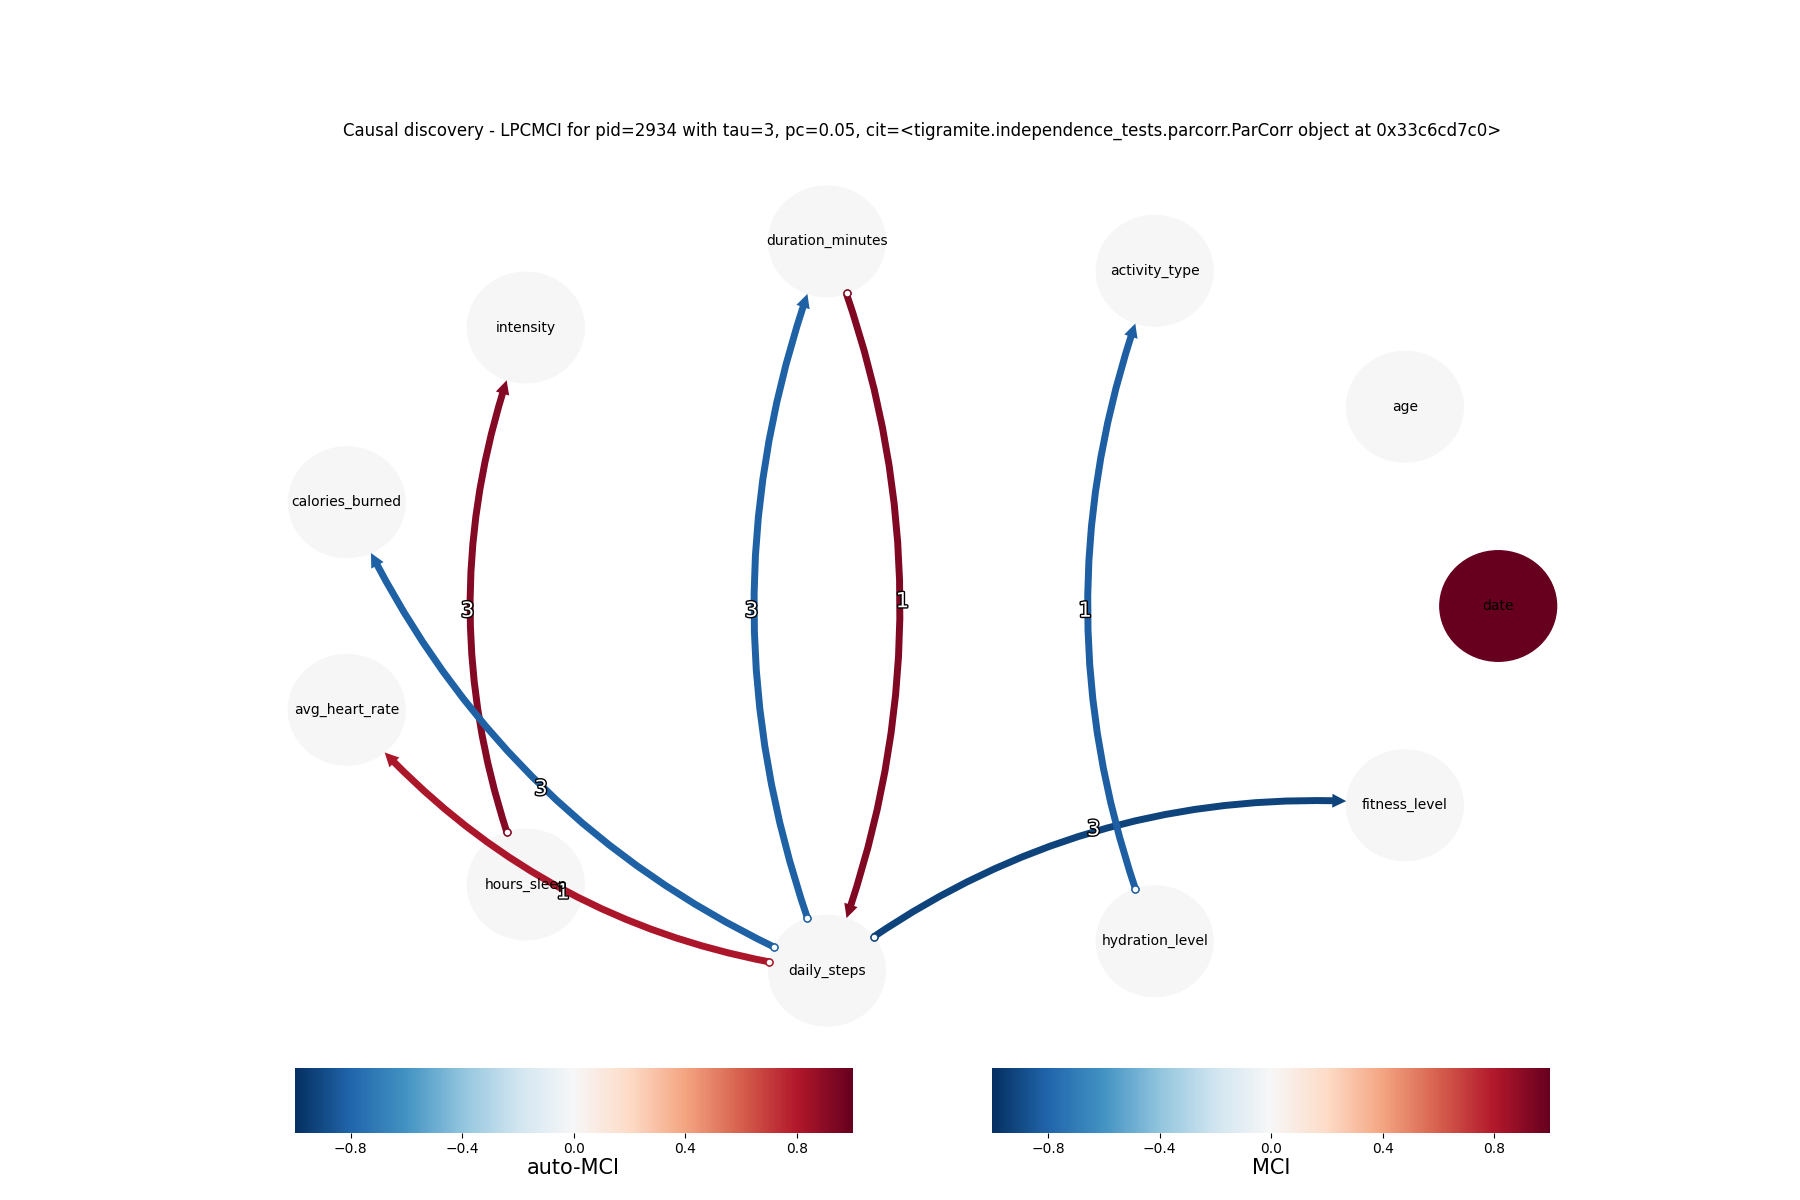 Causal discovery - LPCMCI for pid=2934 with tau=3, pc=0.05, cit=<tigramite.independence_tests.parcorr.ParCorr object at 0x33c6cd7c0>
duration_minutes
activity_type
intensity
age
calories_burned
date
3
3
1
1
avg_heart_rate
3
fitness_level
3
hours_sleep
1
hydration_level
daily_steps
−0.8 −0.4 0.0 0.4 0.8
auto-MCI
−0.8 −0.4 0.0 0.4 0.8
MCI